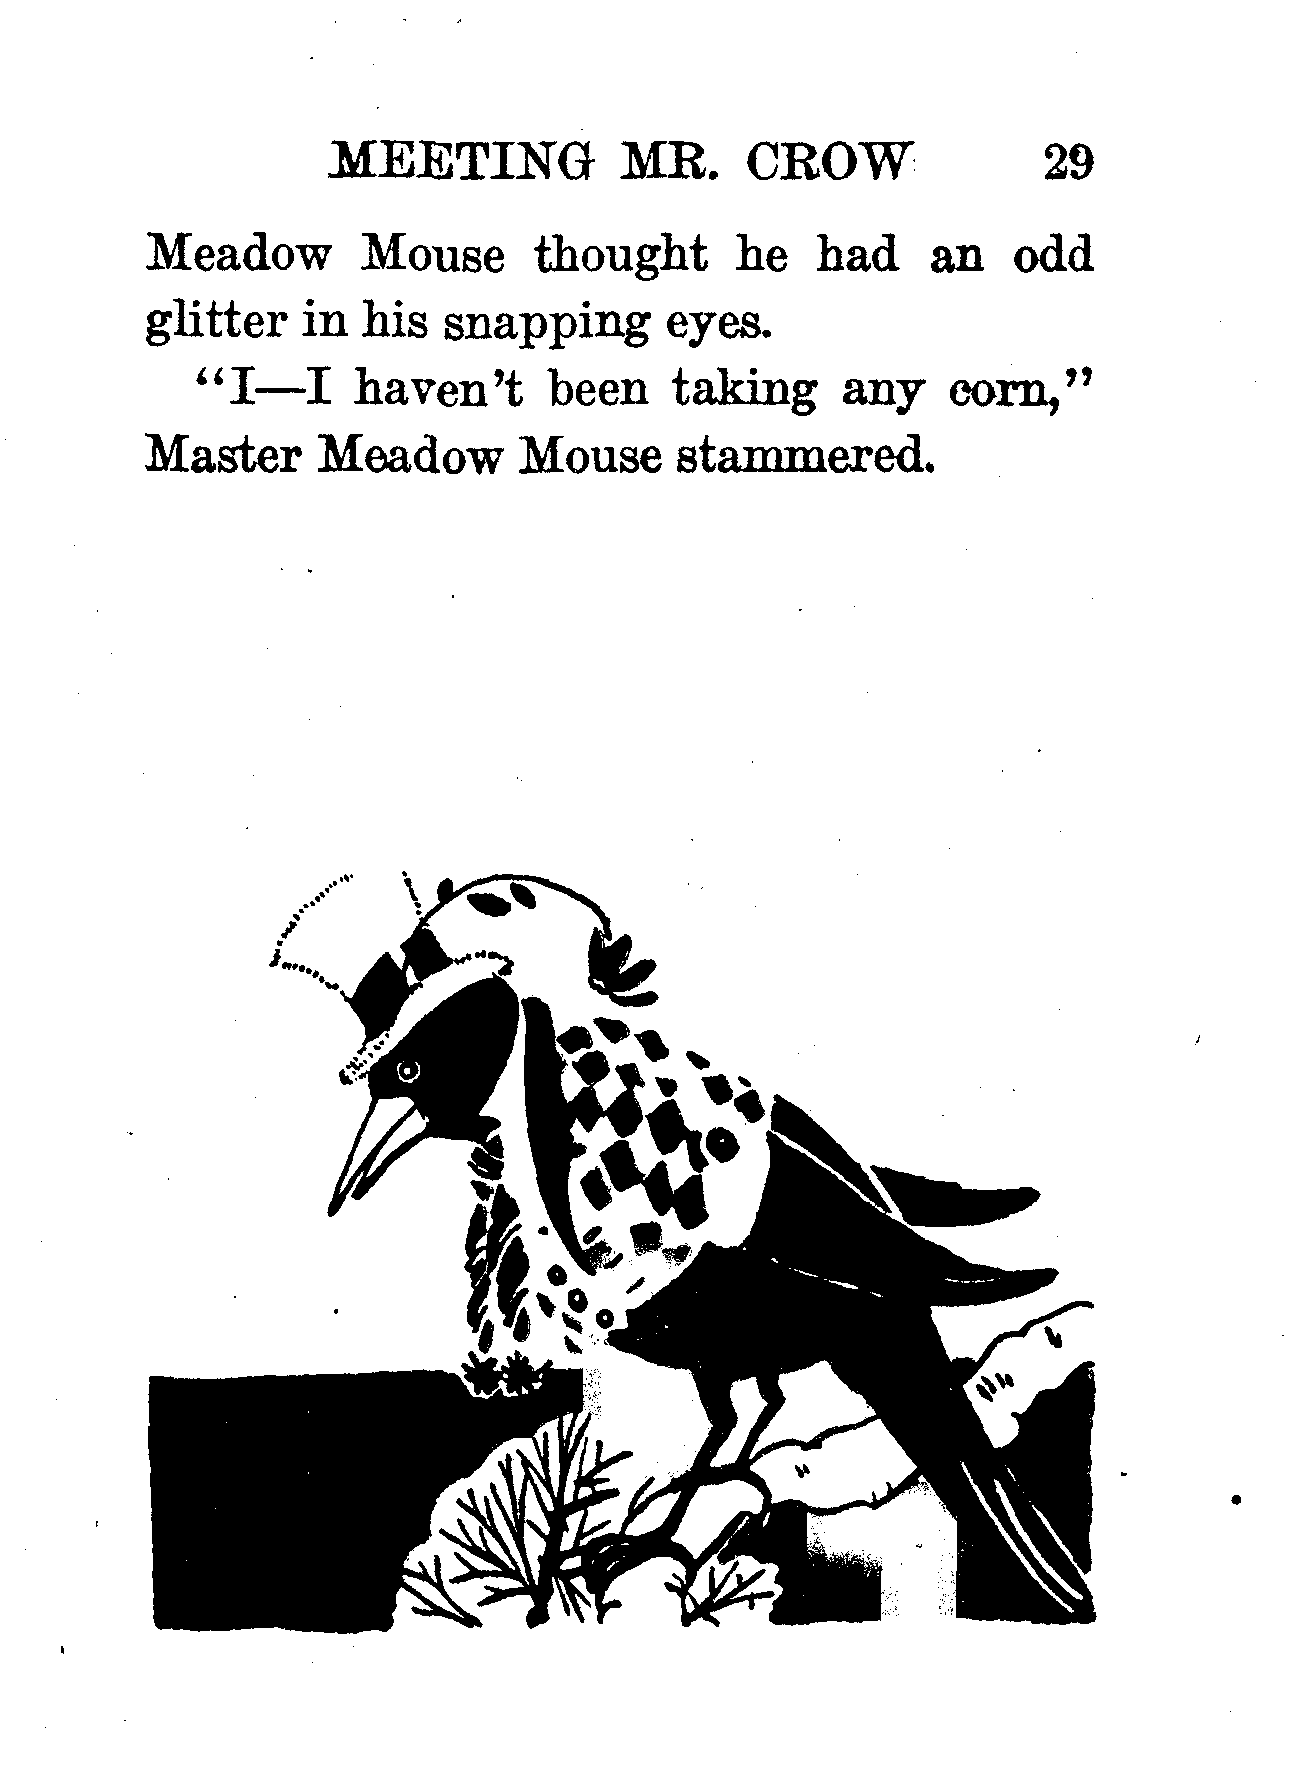 MEETING MR. CROW 29
Meadow Mouse thought he had an odd
glitter in his snapping eyes.
“I—I haven’t been taking any corn,”
Master Meadow Mouse stammered.